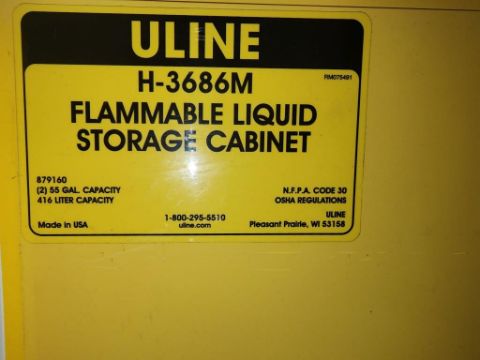 ULINE
H-3686M
RM075491
FLAMMABLE LIQUID
STORAGE CABINET
879160
(2) 55 GAL. CAPACITY
416 LITER CAPACITY
Made in USA
1-800-295-5510
uline.com
N.F.P.A. CODE 30
OSHA REGULATIONS
ULINE
Pleasant Prairie, WI 53158